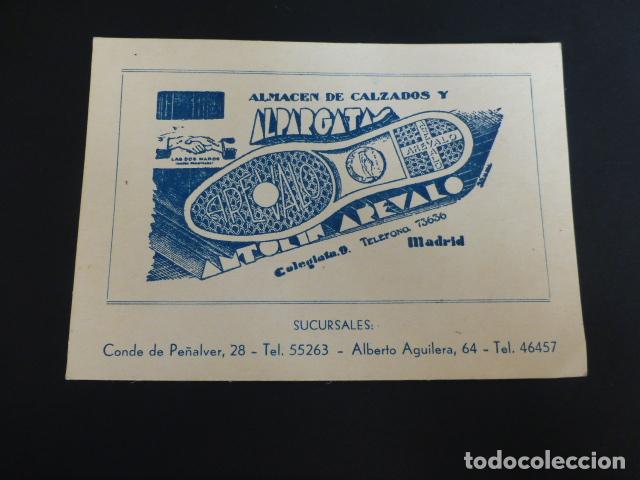 ALMACEN DE CALZADOS Y
ALPARGATAS
LAS DOS MANOS
AREVALO
AREVALO
AREVALO
ANTOLIN AREVALO
Colegiata, 9. TELEFONO 73636 Madrid
SUCURSALES:
Conde de Peñalver, 28 - Tel. 55263 - Alberto Aguilera, 64 - Tel. 46457
todocoleccion